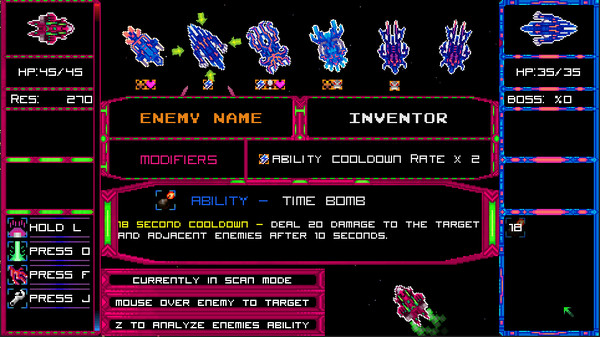 HP:45/45
HP:35/35
Res: 270
BOSS: %0
ENEMY NAME
INVENTOR
MODIFIERS
ABILITY COOLDOWN RATE X 2
ABILITY – TIME BOMB
18 SECOND COOLDOWN – DEAL 20 DAMAGE TO THE TARGET
AND ADJACENT ENEMIES AFTER 10 SECONDS.
18
HOLD L
PRESS O
PRESS F
PRESS J
CURRENTLY IN SCAN MODE
MOUSE OVER ENEMY TO TARGET
Z TO ANALYZE ENEMIES ABILITY